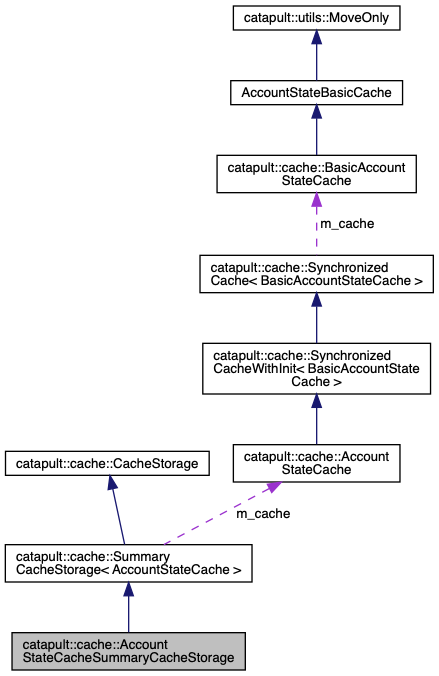 catapult::utils::MoveOnly
AccountStateBasicCache
catapult::cache::BasicAccount
StateCache
m_cache
catapult::cache::Synchronized
Cache< BasicAccountStateCache >
catapult::cache::Synchronized
CacheWithInit< BasicAccountState
Cache >
catapult::cache::CacheStorage
catapult::cache::Account
StateCache
m_cache
catapult::cache::Summary
CacheStorage< AccountStateCache >
catapult::cache::Account
StateCacheSummaryCacheStorage